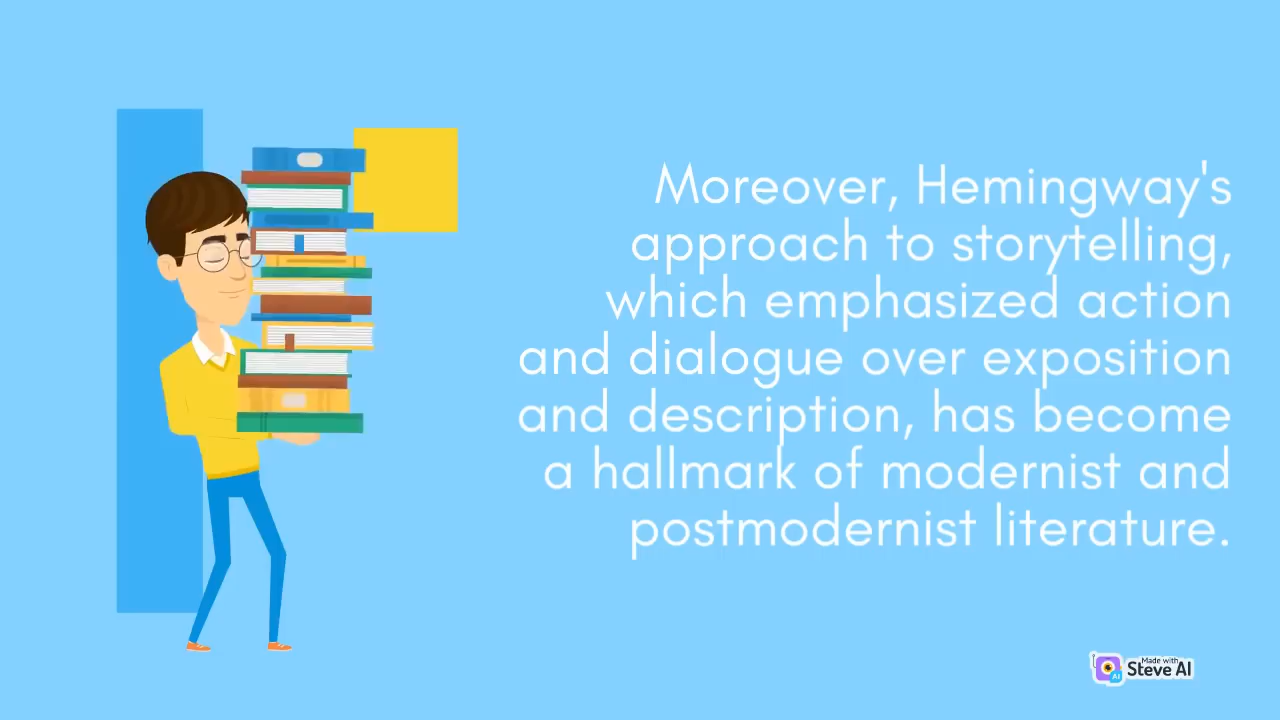 Moreover, Hemingway's
approach to storytelling,
which emphasized action
and dialogue over exposition
and description, has become
a hallmark of modernist and
postmodernist literature.
Made with
Steve AI
AI